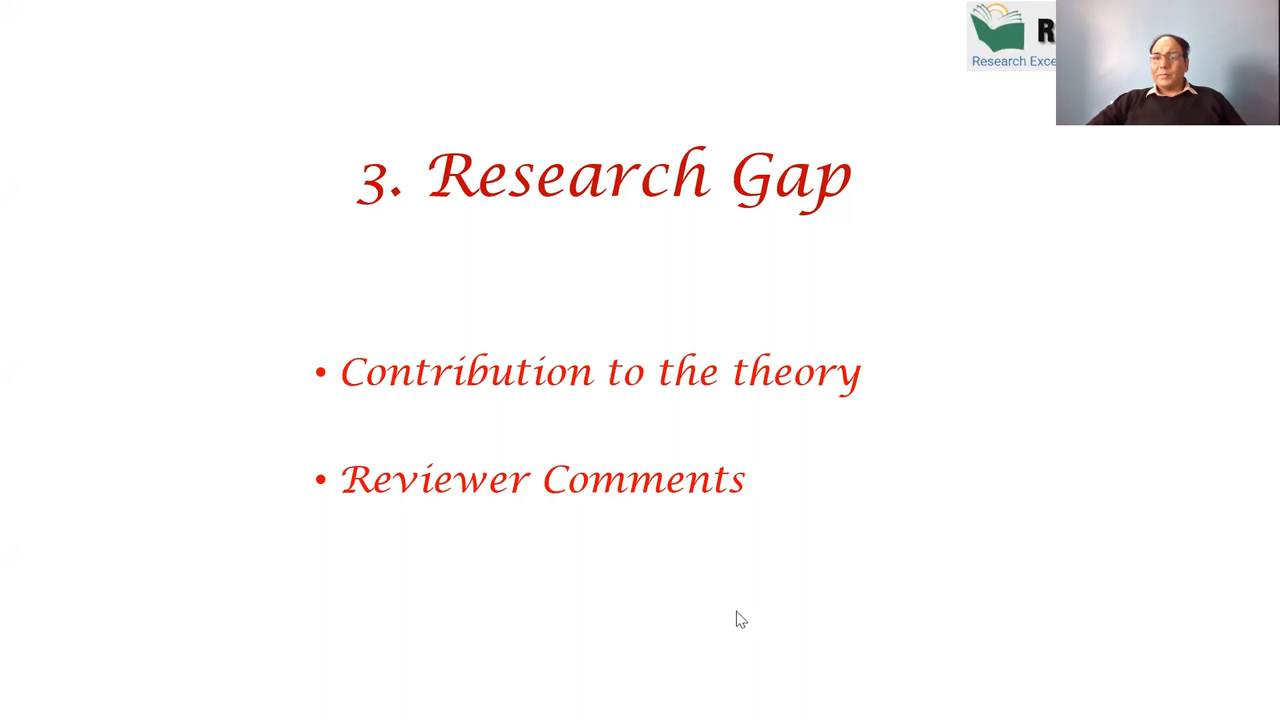 R
Research Exce
3. Research Gap
• Contribution to the theory
• Reviewer Comments